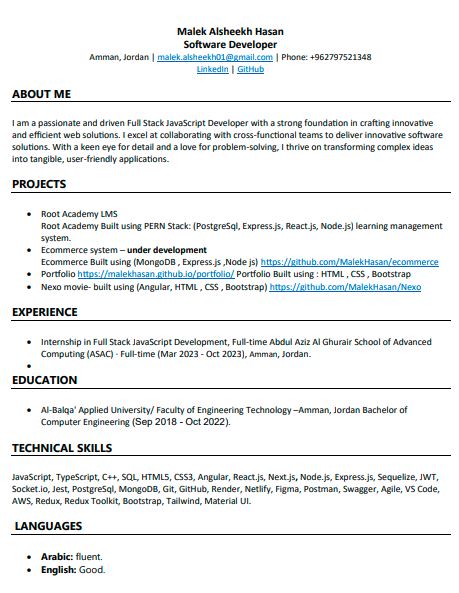 Malek Alsheekh Hasan
Software Developer
Amman, Jordan | malek.alsheekh01@gmail.com | Phone: +962797521348
LinkedIn | GitHub
ABOUT ME
I am a passionate and driven Full Stack JavaScript Developer with a strong foundation in crafting innovative
and efficient web solutions. I excel at collaborating with cross-functional teams to deliver innovative software
solutions. With a keen eye for detail and a love for problem-solving, I thrive on transforming complex ideas
into tangible, user-friendly applications.
PROJECTS
• Root Academy LMS
Root Academy Built using PERN Stack: (PostgreSql, Express.js, React.js, Node.js) learning management
system.
• Ecommerce system – under development
Ecommerce Built using (MongoDB , Express.js ,Node js) https://github.com/MalekHasan/ecommerce
• Portfolio https://malekhasan.github.io/portfolio/ Portfolio Built using : HTML , CSS , Bootstrap
• Nexo movie- built using (Angular, HTML , CSS , Bootstrap) https://github.com/MalekHasan/Nexo
EXPERIENCE
• Internship in Full Stack JavaScript Development, Full-time Abdul Aziz Al Ghurair School of Advanced
Computing (ASAC) · Full-time (Mar 2023 - Oct 2023), Amman, Jordan.
•
EDUCATION
• Al-Balqa' Applied University/ Faculty of Engineering Technology –Amman, Jordan Bachelor of
Computer Engineering (Sep 2018 - Oct 2022).
TECHNICAL SKILLS
JavaScript, TypeScript, C++, SQL, HTML5, CSS3, Angular, React.js, Next.js, Node.js, Express.js, Sequelize, JWT,
Socket.io, Jest, PostgreSql, MongoDB, Git, GitHub, Render, Netlify, Figma, Postman, Swagger, Agile, VS Code,
AWS, Redux, Redux Toolkit, Bootstrap, Tailwind, Material UI.
LANGUAGES
• Arabic: fluent.
• English: Good.